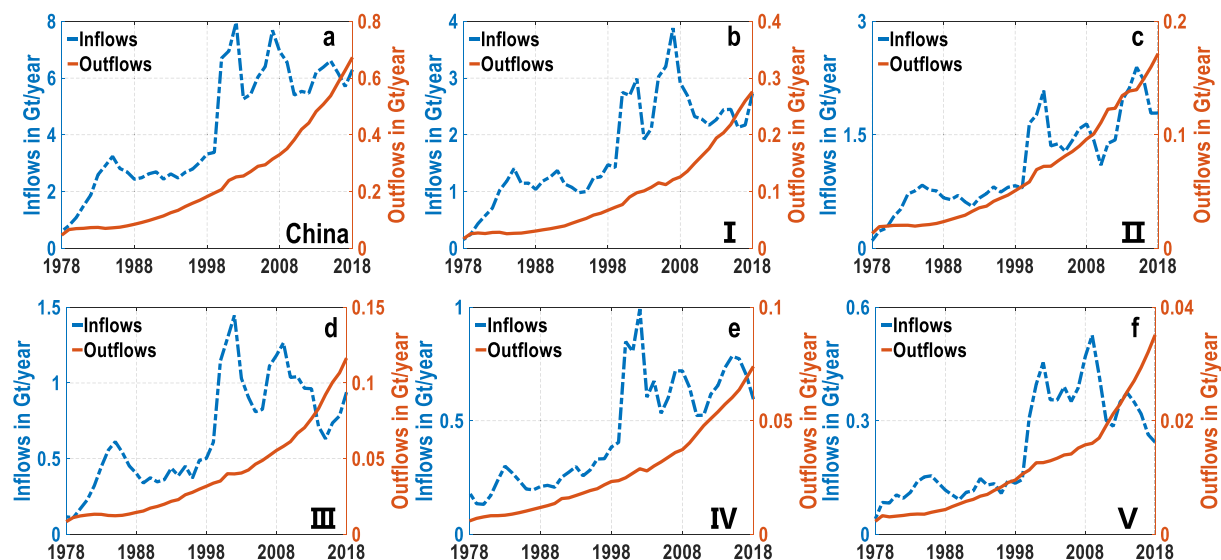 Inflows in Gt/year
8
6
4
2
0
Inflows
Outflows
a
China
0.8
0.6
0.4
0.2
0
Outflows in Gt/year
1978 1988 1998 2008 2018
Inflows in Gt/year
4
3
2
1
0
Inflows
Outflows
b
I
0.4
0.3
0.2
0.1
0
Outflows in Gt/year
1978 1988 1998 2008 2018
Inflows in Gt/year
3
1.5
0
Inflows
Outflows
c
II
0.2
0.1
0
Outflows in Gt/year
1978 1988 1998 2008 2018
Inflows in Gt/year
1.5
1
0.5
0
Inflows
Outflows
d
III
0.15
0.1
0.05
0
Outflows in Gt/year
1978 1988 1998 2008 2018
Inflows in Gt/year
1
0.5
0
Inflows
Outflows
e
IV
0.1
0.05
0
Outflows in Gt/year
1978 1988 1998 2008 2018
Inflows in Gt/year
0.6
0.3
0
Inflows
Outflows
f
V
0.04
0.02
0
Outflows in Gt/year
1978 1988 1998 2008 2018